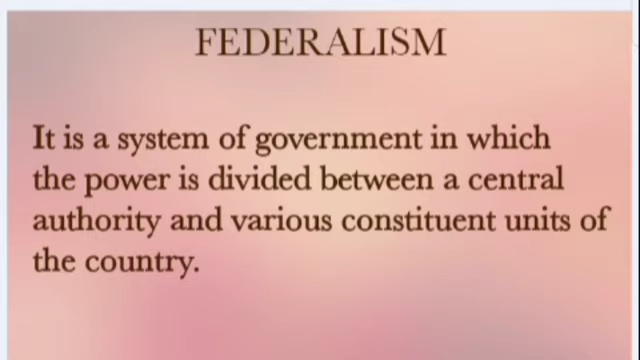 FEDERALISM
It is a system of government in which
the power is divided between a central
authority and various constituent units of
the country.